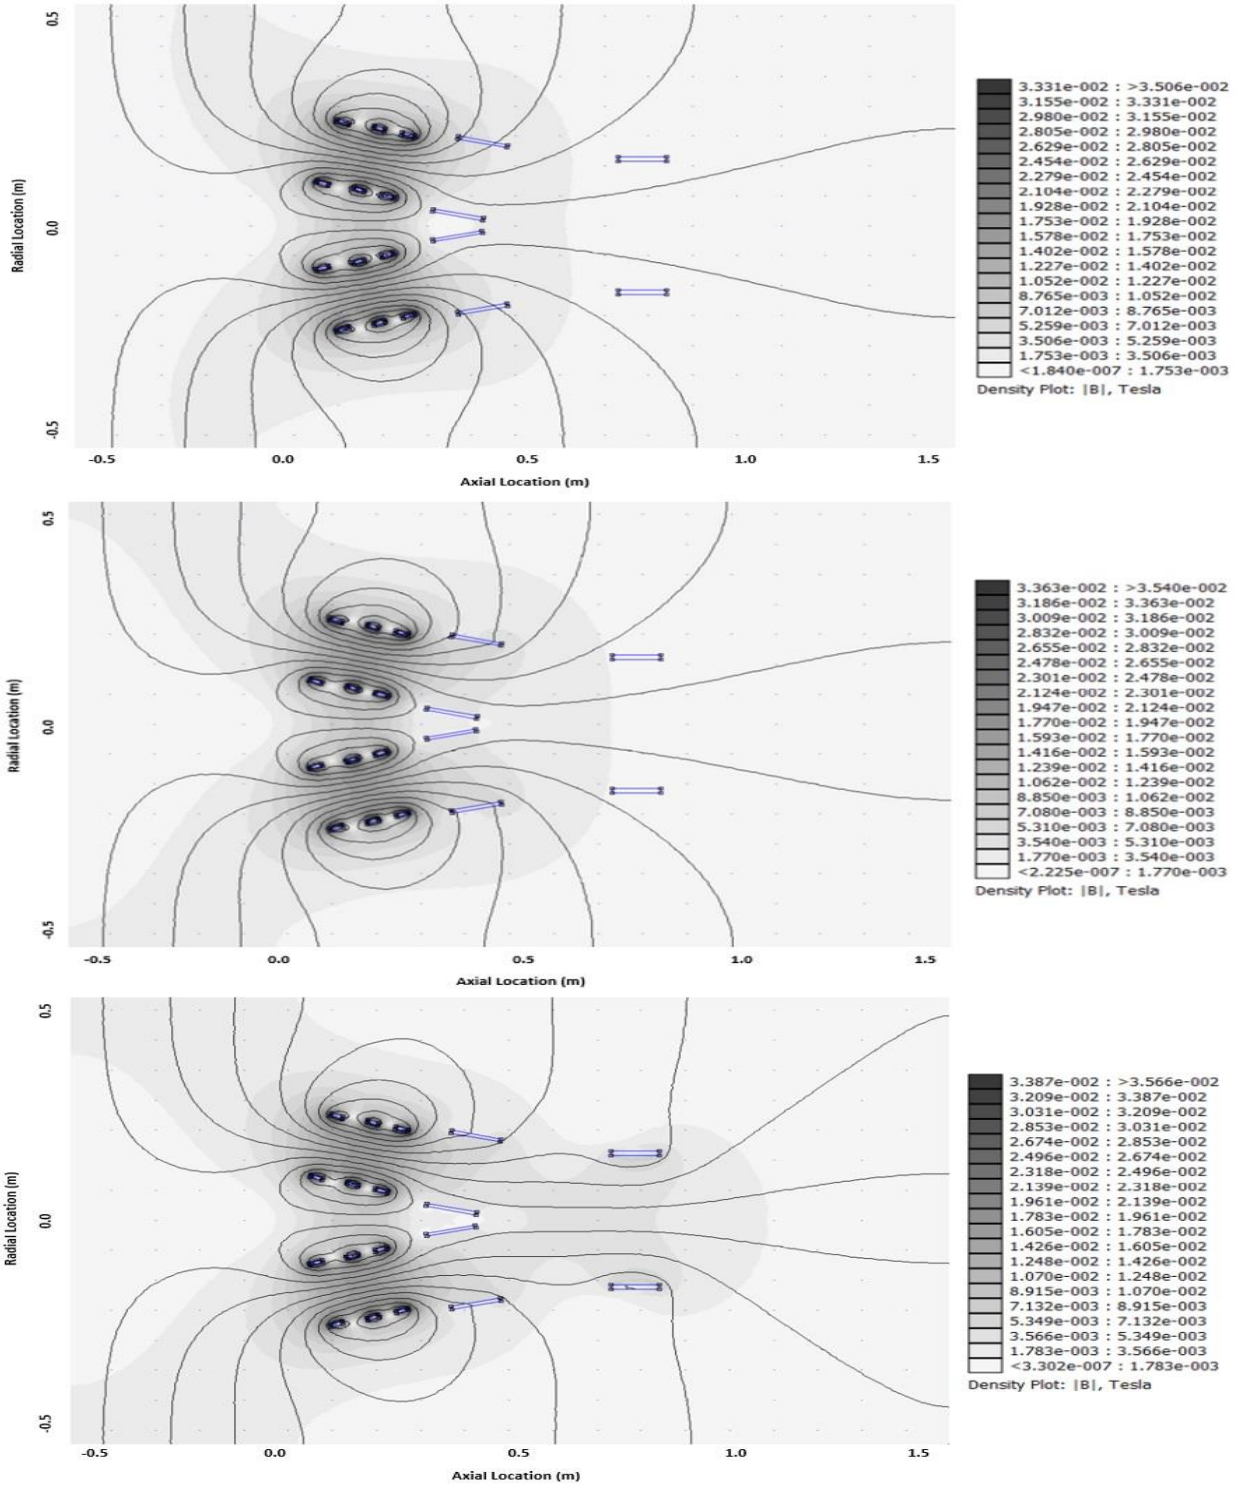 0.5
0.0
-0.5
Radial Location (m)
-0.5 0.0 0.5 1.0 1.5
Axial Location (m)
3.331e-002 : >3.506e-002
3.155e-002 : 3.331e-002
2.980e-002 : 3.155e-002
2.805e-002 : 2.980e-002
2.629e-002 : 2.805e-002
2.454e-002 : 2.629e-002
2.279e-002 : 2.454e-002
2.104e-002 : 2.279e-002
1.928e-002 : 2.104e-002
1.753e-002 : 1.928e-002
1.578e-002 : 1.753e-002
1.402e-002 : 1.578e-002
1.227e-002 : 1.402e-002
1.052e-002 : 1.227e-002
8.765e-003 : 1.052e-002
7.012e-003 : 8.765e-003
5.259e-003 : 7.012e-003
3.506e-003 : 5.259e-003
1.753e-003 : 3.506e-003
<1.840e-007 : 1.753e-003
Density Plot: |B|, Tesla
0.5
0.0
-0.5
Radial Location (m)
-0.5 0.0 0.5 1.0 1.5
Axial Location (m)
3.363e-002 : >3.540e-002
3.186e-002 : 3.363e-002
3.009e-002 : 3.186e-002
2.832e-002 : 3.009e-002
2.655e-002 : 2.832e-002
2.478e-002 : 2.655e-002
2.301e-002 : 2.478e-002
2.124e-002 : 2.301e-002
1.947e-002 : 2.124e-002
1.770e-002 : 1.947e-002
1.593e-002 : 1.770e-002
1.416e-002 : 1.593e-002
1.239e-002 : 1.416e-002
1.062e-002 : 1.239e-002
8.850e-003 : 1.062e-002
7.080e-003 : 8.850e-003
5.310e-003 : 7.080e-003
3.540e-003 : 5.310e-003
1.770e-003 : 3.540e-003
<2.225e-007 : 1.770e-003
Density Plot: |B|, Tesla
0.5
0.0
-0.5
Radial Location (m)
-0.5 0.0 0.5 1.0 1.5
Axial Location (m)
3.387e-002 : >3.566e-002
3.209e-002 : 3.387e-002
3.031e-002 : 3.209e-002
2.853e-002 : 3.031e-002
2.674e-002 : 2.853e-002
2.496e-002 : 2.674e-002
2.318e-002 : 2.496e-002
2.139e-002 : 2.318e-002
1.961e-002 : 2.139e-002
1.783e-002 : 1.961e-002
1.605e-002 : 1.783e-002
1.426e-002 : 1.605e-002
1.248e-002 : 1.426e-002
1.070e-002 : 1.248e-002
8.915e-003 : 1.070e-002
7.132e-003 : 8.915e-003
5.349e-003 : 7.132e-003
3.566e-003 : 5.349e-003
1.783e-003 : 3.566e-003
<3.302e-007 : 1.783e-003
Density Plot: |B|, Tesla